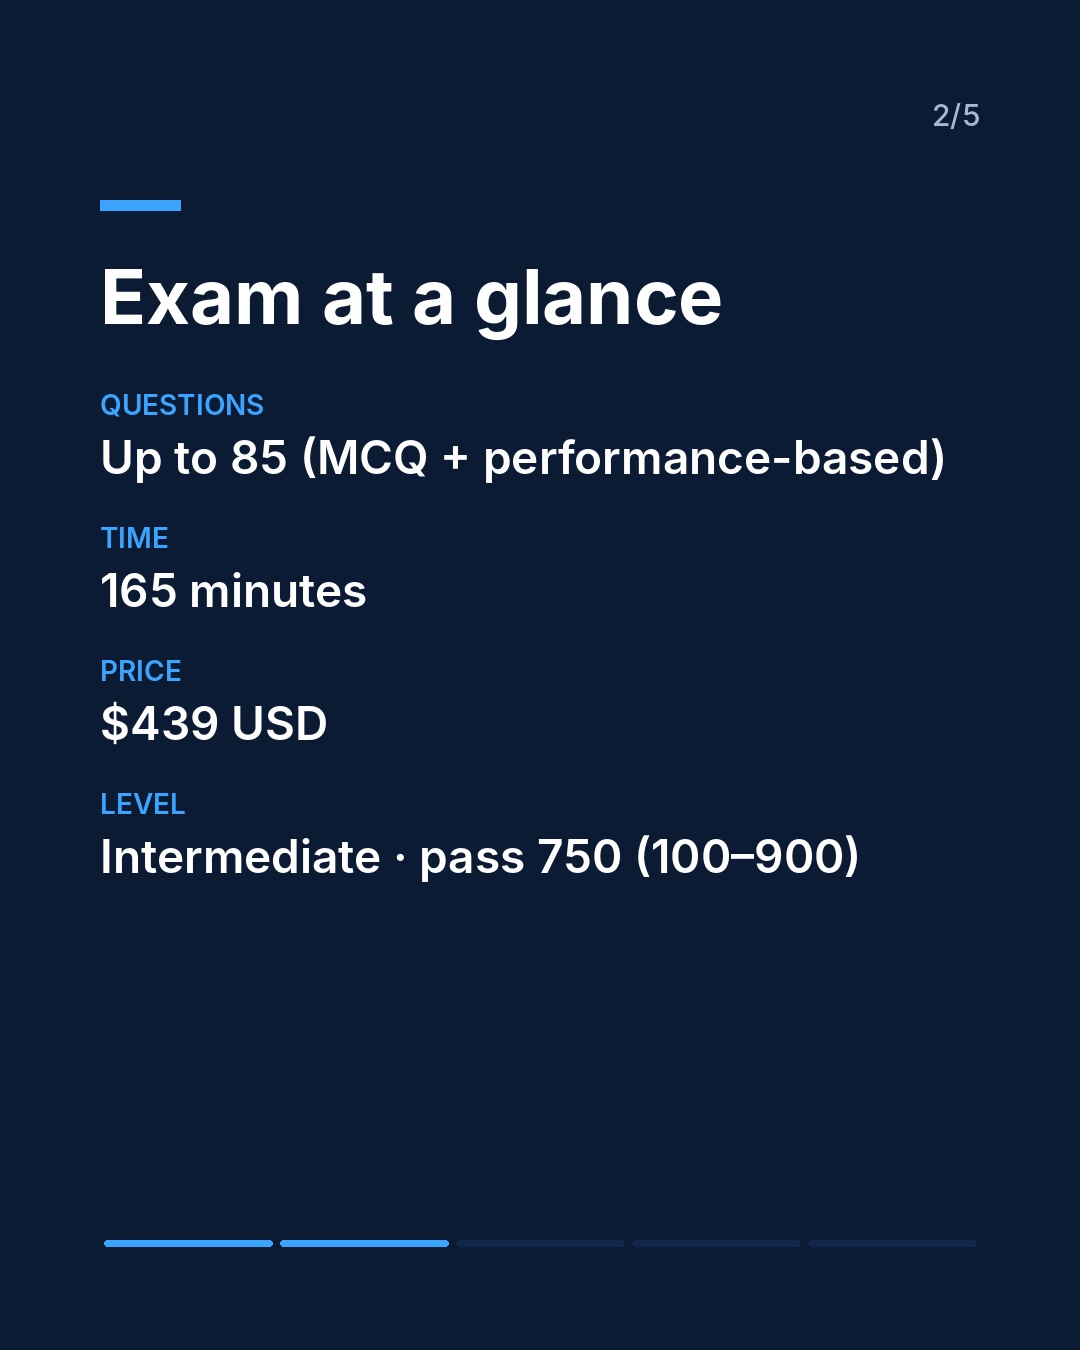 2/5
Exam at a glance
QUESTIONS
Up to 85 (MCQ + performance-based)
TIME
165 minutes
PRICE
$439 USD
LEVEL
Intermediate · pass 750 (100–900)